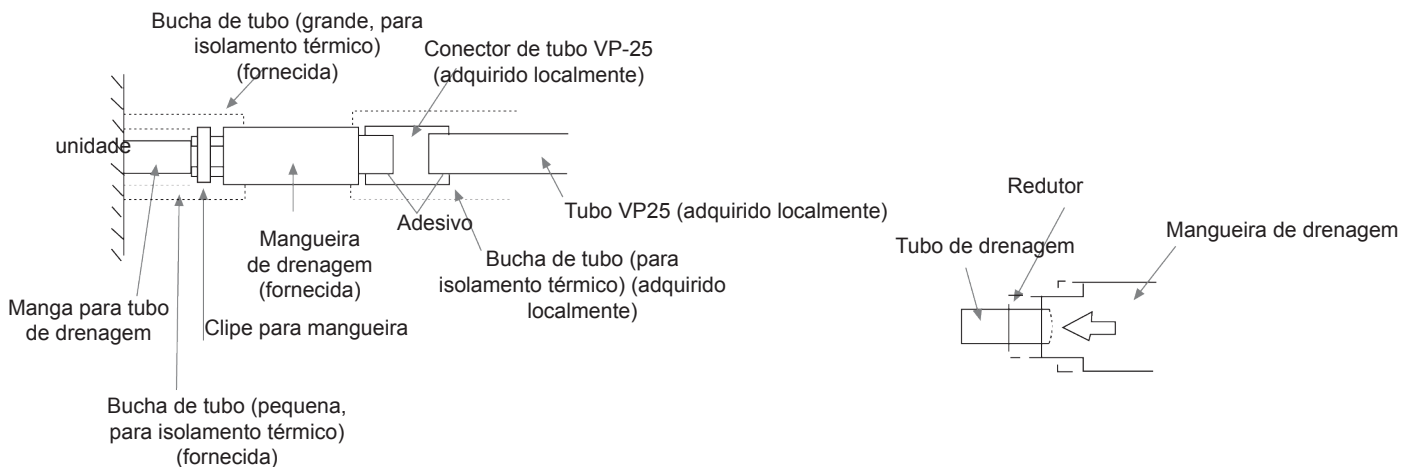 Bucha de tubo (grande, para
isolamento térmico)
(fornecida)
Conector de tubo VP-25
(adquirido localmente)
unidade
Adesivo
Tubo VP25 (adquirido localmente)
Mangueira
de drenagem
(fornecida)
Bucha de tubo (para
isolamento térmico) (adquirido
localmente)
Manga para tubo
de drenagem
Clipe para mangueira
Bucha de tubo (pequena,
para isolamento térmico)
(fornecida)
Redutor
Tubo de drenagem
Mangueira de drenagem